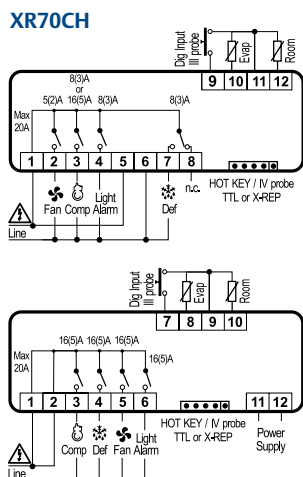 XR70CH
Dig Input
III probe
Evap
Room
9 10 11 12
8(3)A
or
5(2)A 16(5)A 8(3)A 8(3)A
Max
20A
1 2 3 4 5 6 7 8
HOT KEY / IV probe
TTL or X-REP
Fan Comp Light
Alarm
Def
n.c.
Line
Dig Input
III probe
Evap
Room
7 8 9 10
16(5)A 16(5)A 16(5)A
16(5)A
Max
20A
1 2 3 4 5 6
11 12
HOT KEY / IV probe
TTL or X-REP
Power
Supply
Comp Def Fan Light
Alarm
Line